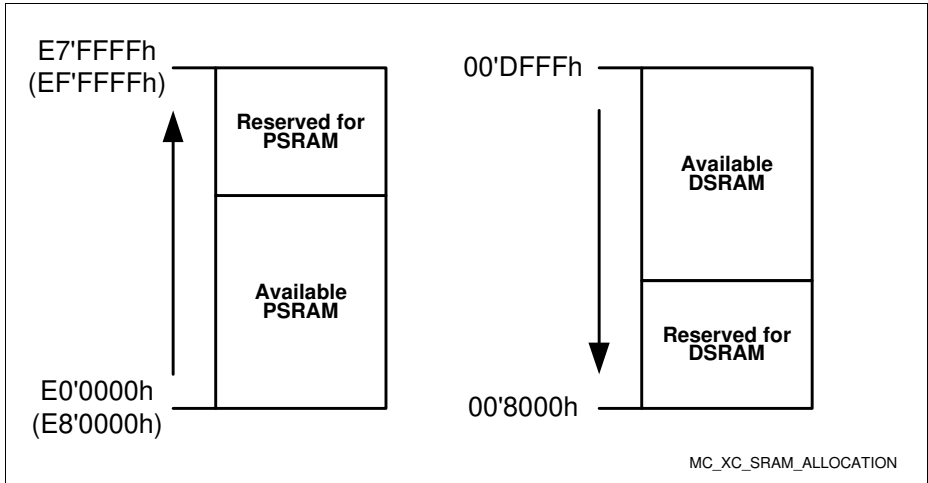 E7'FFFFh
(EF'FFFFh)
Reserved for
PSRAM
Available
PSRAM
E0'0000h
(E8'0000h)
00'DFFFh
Available
DSRAM
Reserved for
DSRAM
00'8000h
MC_XC_SRAM_ALLOCATION